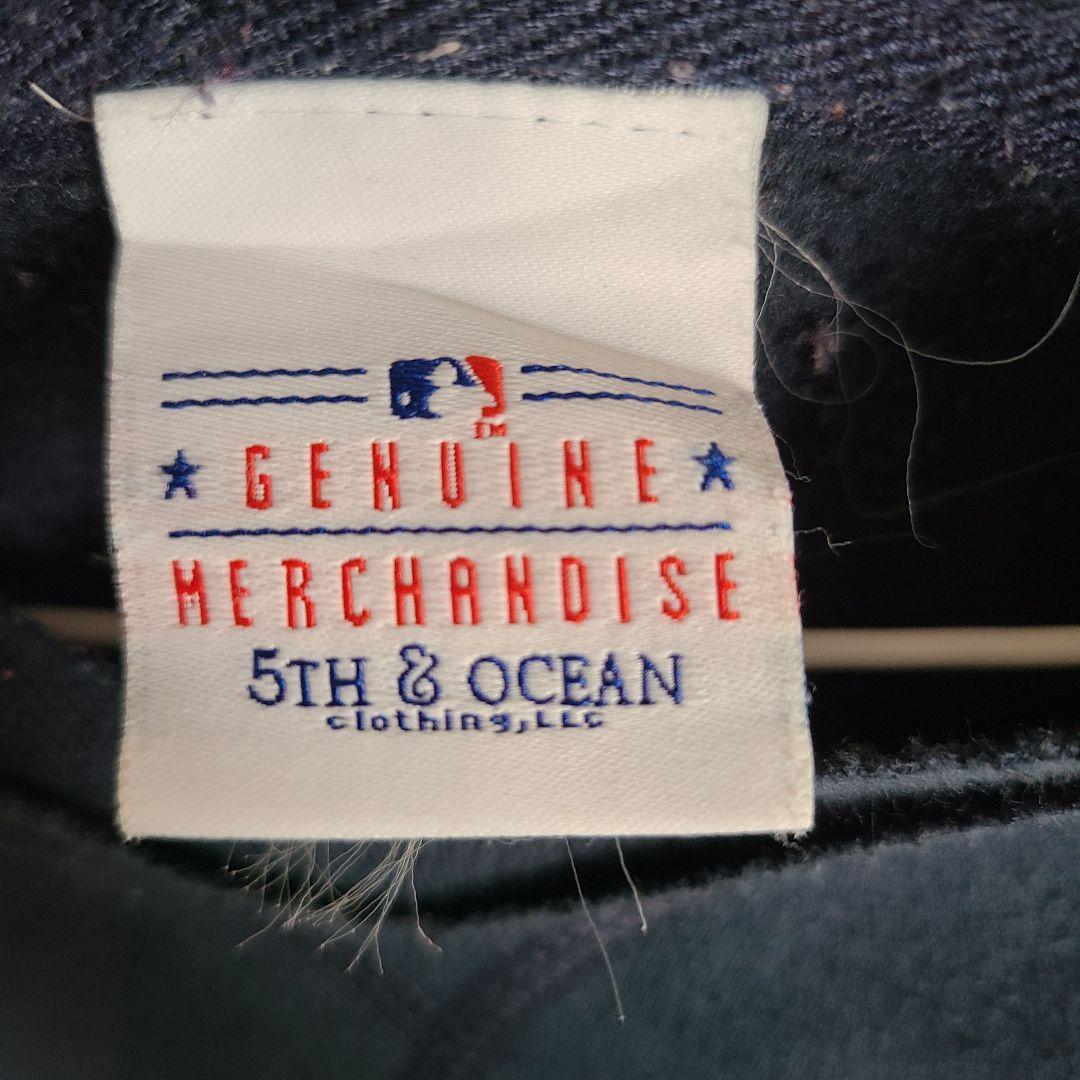 TM
GENUINE
MERCHANDISE
5TH & OCEAN
clothing, LLC